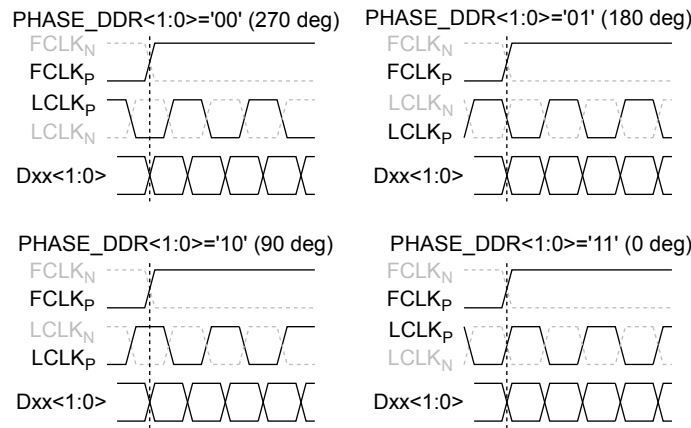 PHASE_DDR<1:0>='00' (270 deg)
FCLKN
FCLKP
LCLKP
LCLKN
Dxx<1:0>
PHASE_DDR<1:0>='01' (180 deg)
FCLKN
FCLKP
LCLKN
LCLKP
Dxx<1:0>
PHASE_DDR<1:0>='10' (90 deg)
FCLKN
FCLKP
LCLKN
LCLKP
Dxx<1:0>
PHASE_DDR<1:0>='11' (0 deg)
FCLKN
FCLKP
LCLKP
LCLKN
Dxx<1:0>